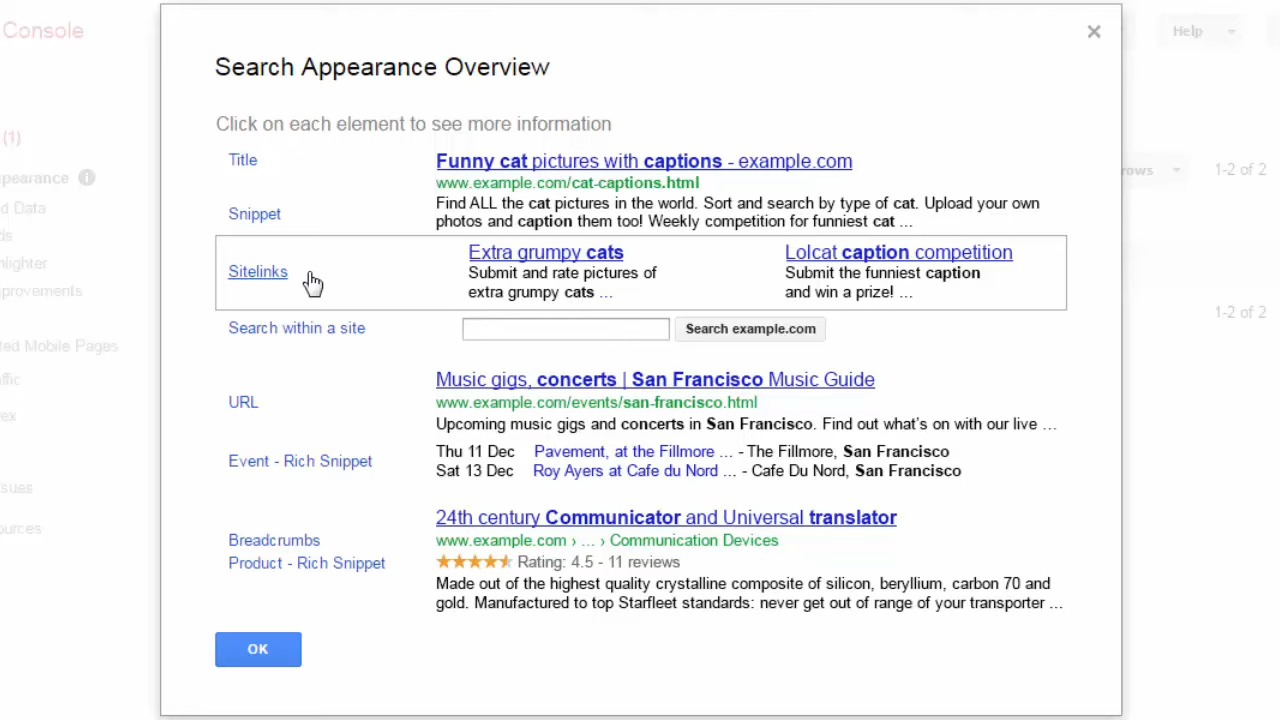 Console
Help
Search Appearance Overview
Click on each element to see more information
(1)
Title
Funny cat pictures with captions - example.com
www.example.com/cat-captions.html
Snippet
Find ALL the cat pictures in the world. Sort and search by type of cat. Upload your own
photos and caption them too! Weekly competition for funniest cat ...
1-2 of 2
Sitelinks
Extra grumpy cats
Submit and rate pictures of
extra grumpy cats ...
Lolcat caption competition
Submit the funniest caption
and win a prize! ...
1-2 of 2
Search within a site
Search example.com
ted Mobile Pages
Music gigs, concerts | San Francisco Music Guide
URL
www.example.com/events/san-francisco.html
Upcoming music gigs and concerts in San Francisco. Find out what's on with our live ...
Event - Rich Snippet
Thu 11 Dec Pavement, at the Fillmore ... - The Fillmore, San Francisco
Sat 13 Dec Roy Ayers at Cafe du Nord ... - Cafe Du Nord, San Francisco
24th century Communicator and Universal translator
Breadcrumbs
www.example.com › ... › Communication Devices
Product - Rich Snippet
Rating: 4.5 - 11 reviews
Made out of the highest quality crystalline composite of silicon, beryllium, carbon 70 and
gold. Manufactured to top Starfleet standards: never get out of range of your transporter ...
OK